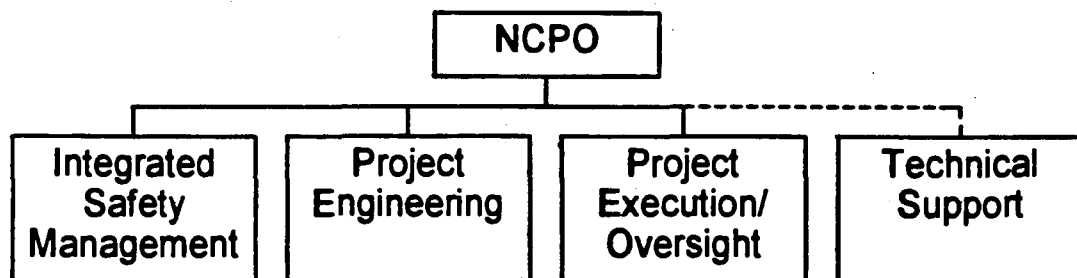 NCPO
Integrated
Safety
Management
Project
Engineering
Project
Execution/
Oversight
Technical
Support